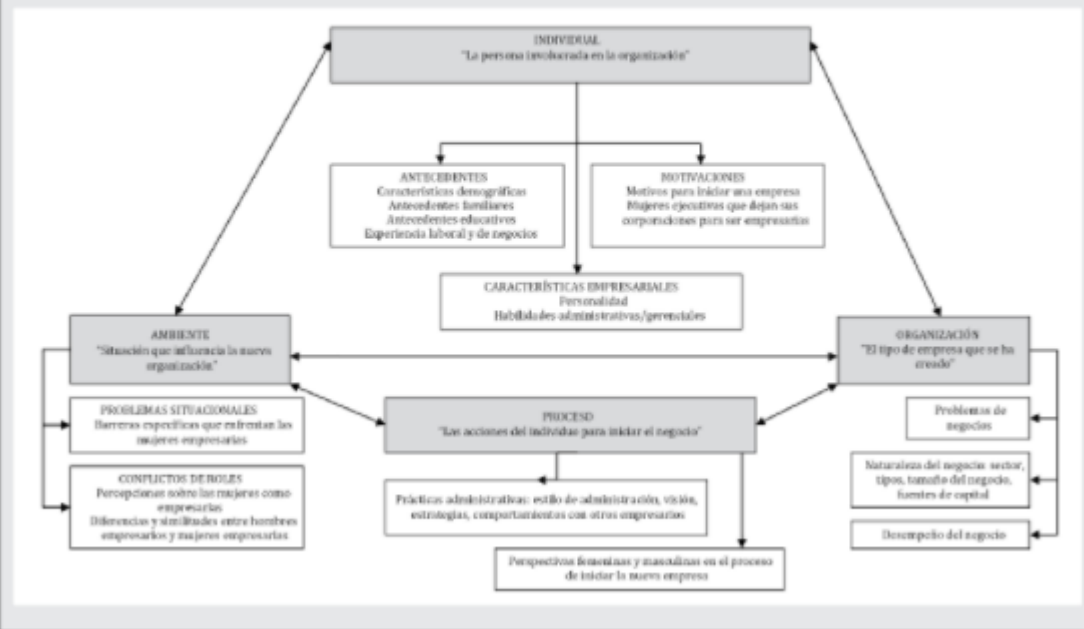 INDIVIDUAL
"La persona involucrada en la organización"
ANTECEDENTES
Características demográficas
Antecedentes familiares
Antecedentes educativos
Experiencia laboral y de negocios
MOTIVACIONES
Motivos para iniciar una empresa
Mujeres ejecutivas que dejan sus
corporaciones para ser empresarias
CARACTERÍSTICAS EMPRESARIALES
Personalidad
Habilidades administrativas/gerenciales
AMBIENTE
"Situación que influencia la nueva
organización"
ORGANIZACIÓN
"El tipo de empresa que se ha
creado"
PROBLEMAS SITUACIONALES
Barreras específicas que enfrentan las
mujeres empresarias
CONFLICTOS DE ROLES
Percepciones sobre las mujeres como
empresarias
Diferencias y similitudes entre hombres
empresarios y mujeres empresarias
PROCESO
"Las acciones del individuo para iniciar el negocio"
Prácticas administrativas: estilo de administración, visión,
estrategias, comportamientos con otros empresarios
Perspectivas femeninas y masculinas en el proceso
de iniciar la nueva empresa
Problemas de
negocios
Naturaleza del negocio: sector,
tipos, tamaño del negocio,
fuentes de capital
Desempeño del negocio